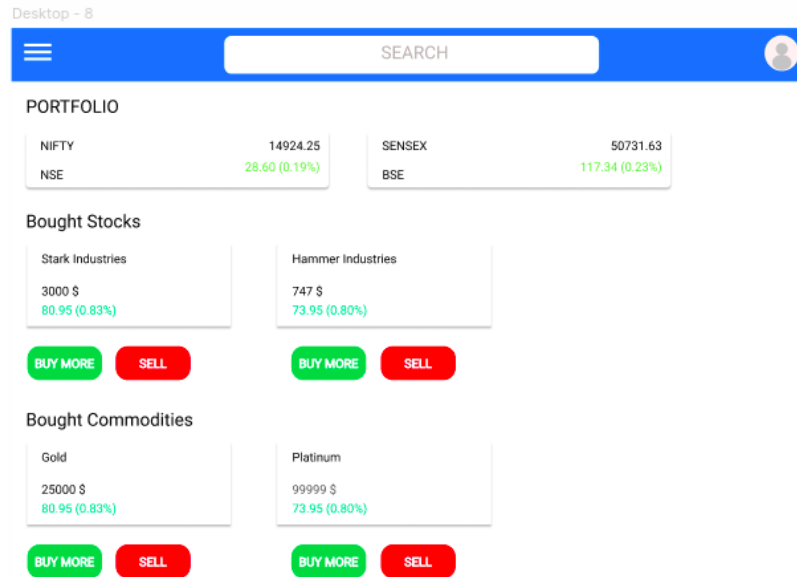 Desktop - 8
SEARCH
PORTFOLIO
NIFTY 14924.25
NSE 28.60 (0.19%)
SENSEX 50731.63
BSE 117.34 (0.23%)
Bought Stocks
Stark Industries
3000 $
80.95 (0.83%)
Hammer Industries
747 $
73.95 (0.80%)
BUY MORE SELL
BUY MORE SELL
Bought Commodities
Gold
25000 $
80.95 (0.83%)
Platinum
99999 $
73.95 (0.80%)
BUY MORE SELL
BUY MORE SELL